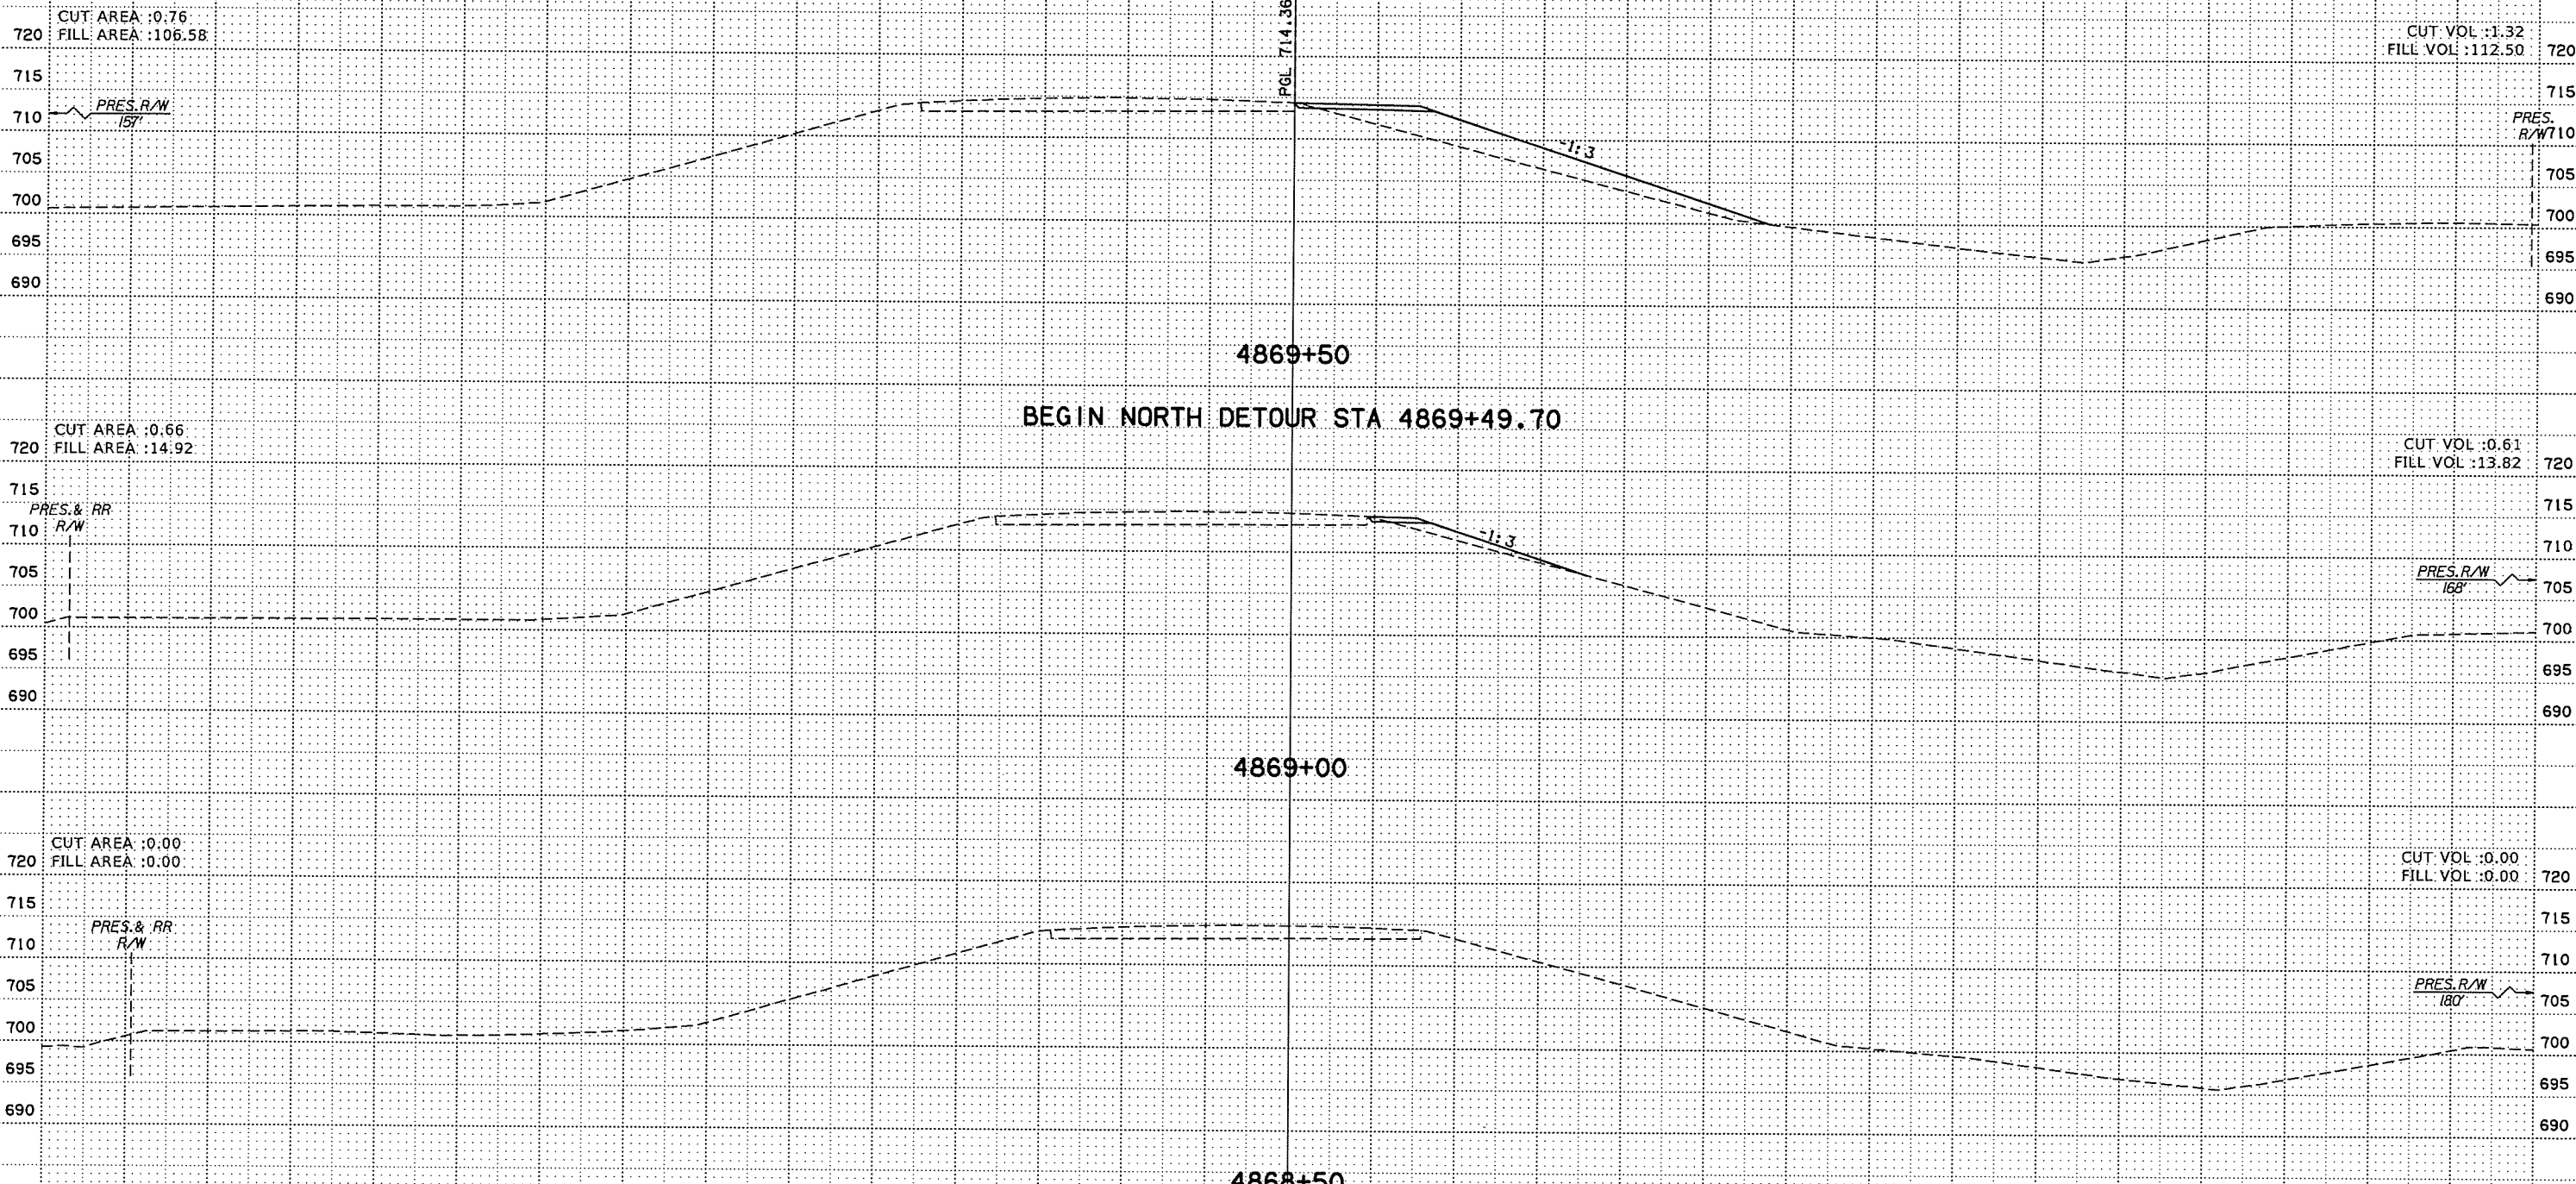 CUT AREA :0.76
720 FILL AREA :106.58
PGL 714.36
CUT VOL :1.32
FILL VOL :112.50 720
715
715
PRES. R/W
157'
710
PRES.
R/W 710
705
705
-1:3
700
700
695
695
690
690
4869+50
BEGIN NORTH DETOUR STA 4869+49.70
CUT AREA :0.66
720 FILL AREA :14.92
CUT VOL :0.61
FILL VOL :13.82 720
715
715
PRES.& RR
R/W
710
710
-1:3
705
PRES.R/W
168'
705
700
700
695
695
690
690
4869+00
CUT AREA :0.00
720 FILL AREA :0.00
CUT VOL :0.00
FILL VOL :0.00 720
715
715
PRES.& RR
R/W
710
710
705
PRES.R/W
180'
705
700
700
695
695
690
690
4868+50